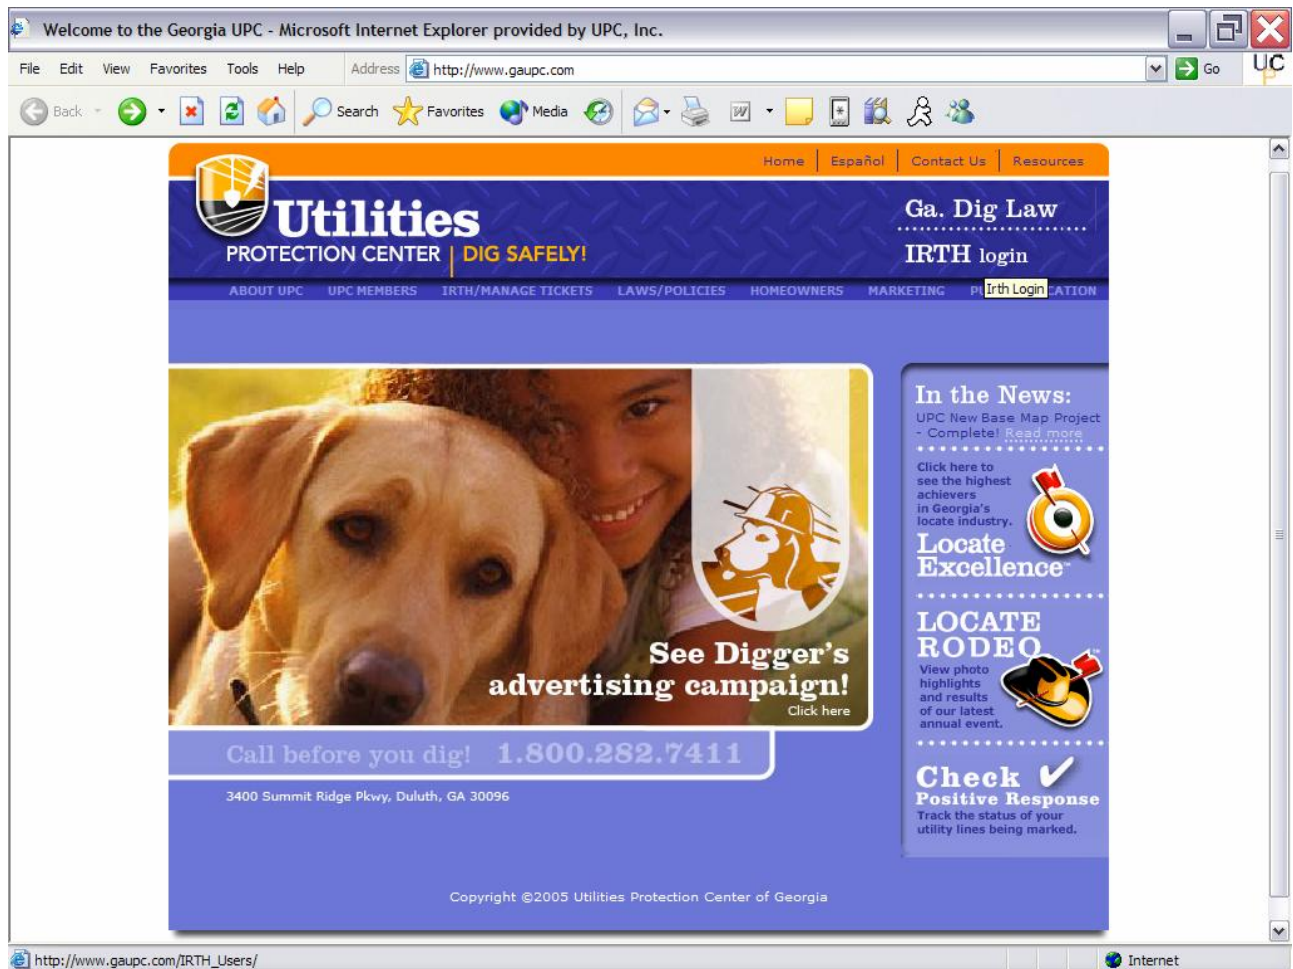 Welcome to the Georgia UPC - Microsoft Internet Explorer provided by UPC, Inc.
File Edit View Favorites Tools Help Address http://www.gaupc.com Go UPC
Back Search Favorites Media
Home Español Contact Us Resources
Utilities
PROTECTION CENTER | DIG SAFELY!
Ga. Dig Law
IRTH login
ABOUT UPC UPC MEMBERS IRTH/MANAGE TICKETS LAWS/POLICIES HOMEOWNERS MARKETING
Irth Login
In the News:
UPC New Base Map Project
- Complete! Read more
Click here to
see the highest
achievers
in Georgia's
locate industry.
Locate
Excellence™
LOCATE
RODEO™
View photo
highlights
and results
of our latest
annual event.
Check
Positive Response
Track the status of your
utility lines being marked.
See Digger's
advertising campaign!
Click here
Call before you dig! 1.800.282.7411
3400 Summit Ridge Pkwy, Duluth, GA 30096
Copyright ©2005 Utilities Protection Center of Georgia
http://www.gaupc.com/IRTH_Users/ Internet